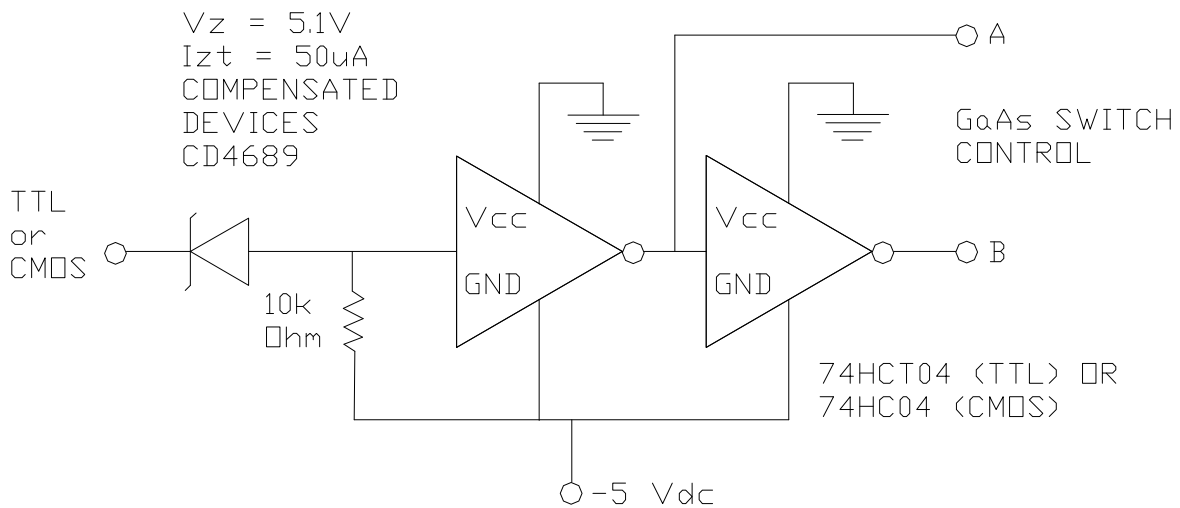 Vz = 5.1V
Izt = 50uA
COMPENSATED
DEVICES
CD4689
A
GaAs SWITCH
CONTROL
TTL
or
CMOS
Vcc
GND
Vcc
GND
B
10k
Ohm
74HCT04 (TTL) OR
74HC04 (CMOS)
-5 Vdc